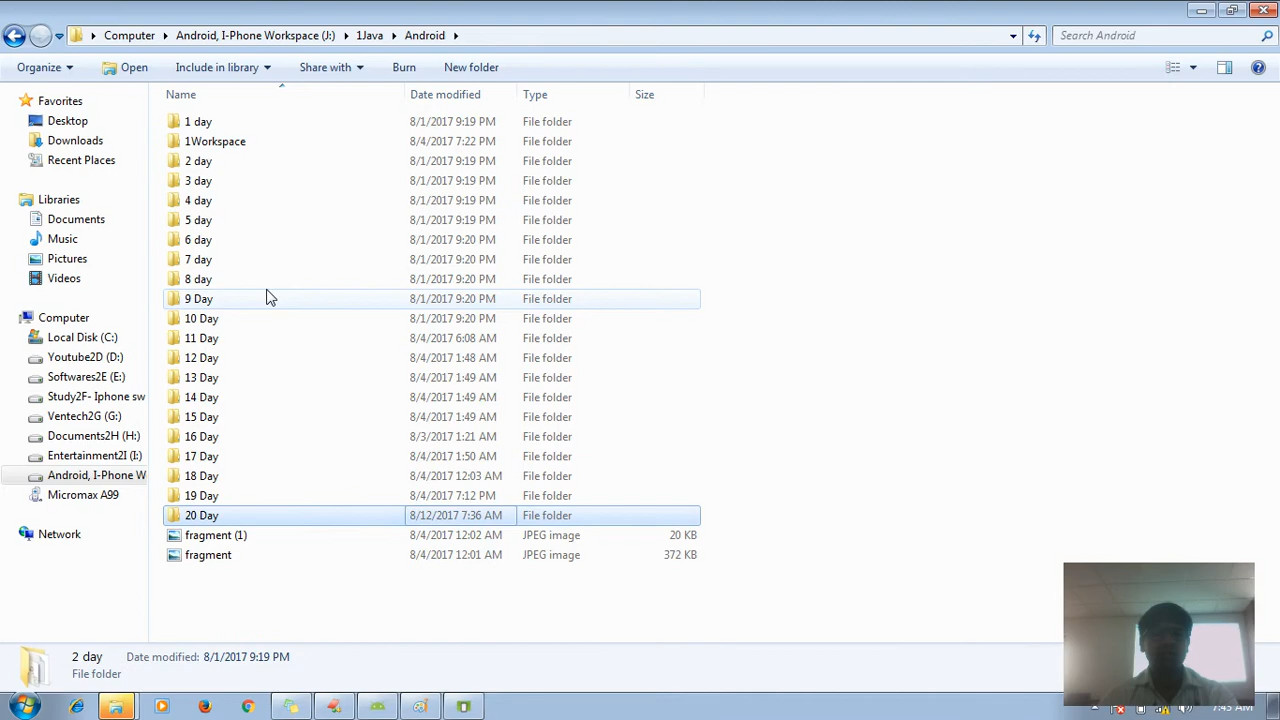 Computer Android, I-Phone Workspace (J:) 1Java Android Search Android
Organize Open Include in library Share with Burn New folder
Name Date modified Type Size
Favorites
Desktop
Downloads
Recent Places
Libraries
Documents
Music
Pictures
Videos
Computer
Local Disk (C:)
Youtube2D (D:)
Softwares2E (E:)
Study2F- Iphone sw
Ventech2G (G:)
Documents2H (H:)
Entertainment2I (I:)
Android, I-Phone W
Micromax A99
Network
1 day 8/1/2017 9:19 PM File folder
1Workspace 8/4/2017 7:22 PM File folder
2 day 8/1/2017 9:19 PM File folder
3 day 8/1/2017 9:19 PM File folder
4 day 8/1/2017 9:19 PM File folder
5 day 8/1/2017 9:19 PM File folder
6 day 8/1/2017 9:20 PM File folder
7 day 8/1/2017 9:20 PM File folder
8 day 8/1/2017 9:20 PM File folder
9 Day 8/1/2017 9:20 PM File folder
10 Day 8/1/2017 9:20 PM File folder
11 Day 8/4/2017 6:08 AM File folder
12 Day 8/4/2017 1:48 AM File folder
13 Day 8/4/2017 1:49 AM File folder
14 Day 8/4/2017 1:49 AM File folder
15 Day 8/4/2017 1:49 AM File folder
16 Day 8/3/2017 1:21 AM File folder
17 Day 8/4/2017 1:50 AM File folder
18 Day 8/4/2017 12:03 AM File folder
19 Day 8/4/2017 7:12 PM File folder
20 Day 8/12/2017 7:36 AM File folder
fragment (1) 8/4/2017 12:02 AM JPEG image 20 KB
fragment 8/4/2017 12:01 AM JPEG image 372 KB
2 day Date modified: 8/1/2017 9:19 PM
File folder
7:43 AM